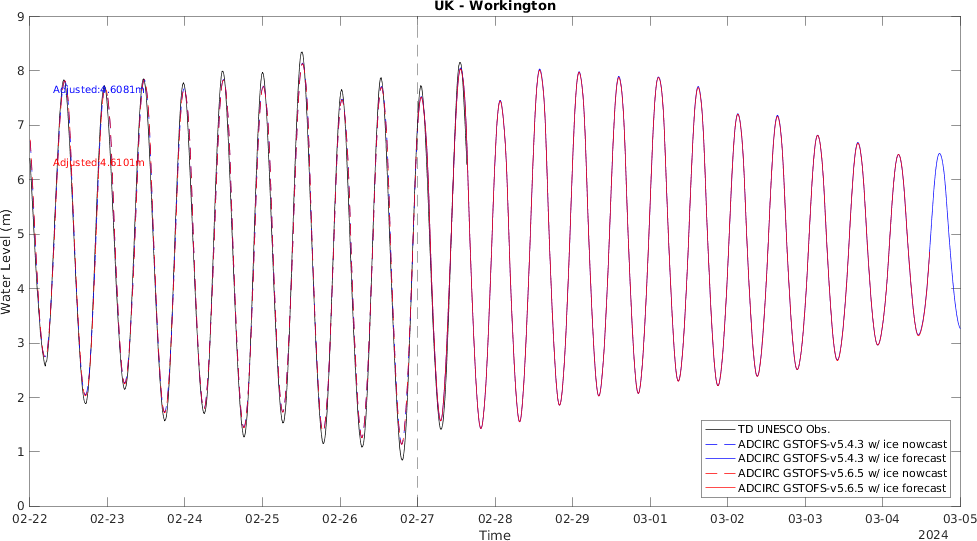 UK - Workington
9
8
7
6
5
4
3
2
1
0
Water Level (m)
Adjusted:4.6081m
Adjusted:4.6101m
TD UNESCO Obs.
ADCIRC GSTOFS-v5.4.3 w/ ice nowcast
ADCIRC GSTOFS-v5.4.3 w/ ice forecast
ADCIRC GSTOFS-v5.6.5 w/ ice nowcast
ADCIRC GSTOFS-v5.6.5 w/ ice forecast
02-22 02-23 02-24 02-25 02-26 02-27 02-28 02-29 03-01 03-02 03-03 03-04 03-05
Time
2024